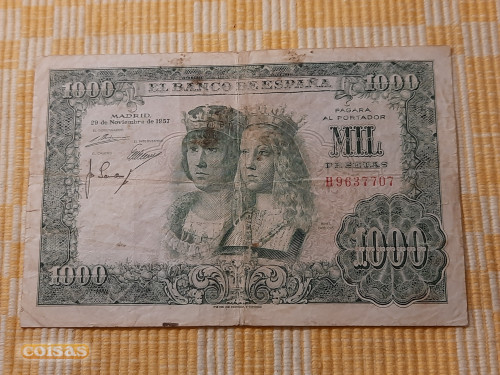 1000
EL BANCO DE ESPAÑA
1000
MADRID,
29 de Noviembre de 1957
PAGARÁ
AL PORTADOR
MIL
PESETAS
H9637707
1000
1000
coisas